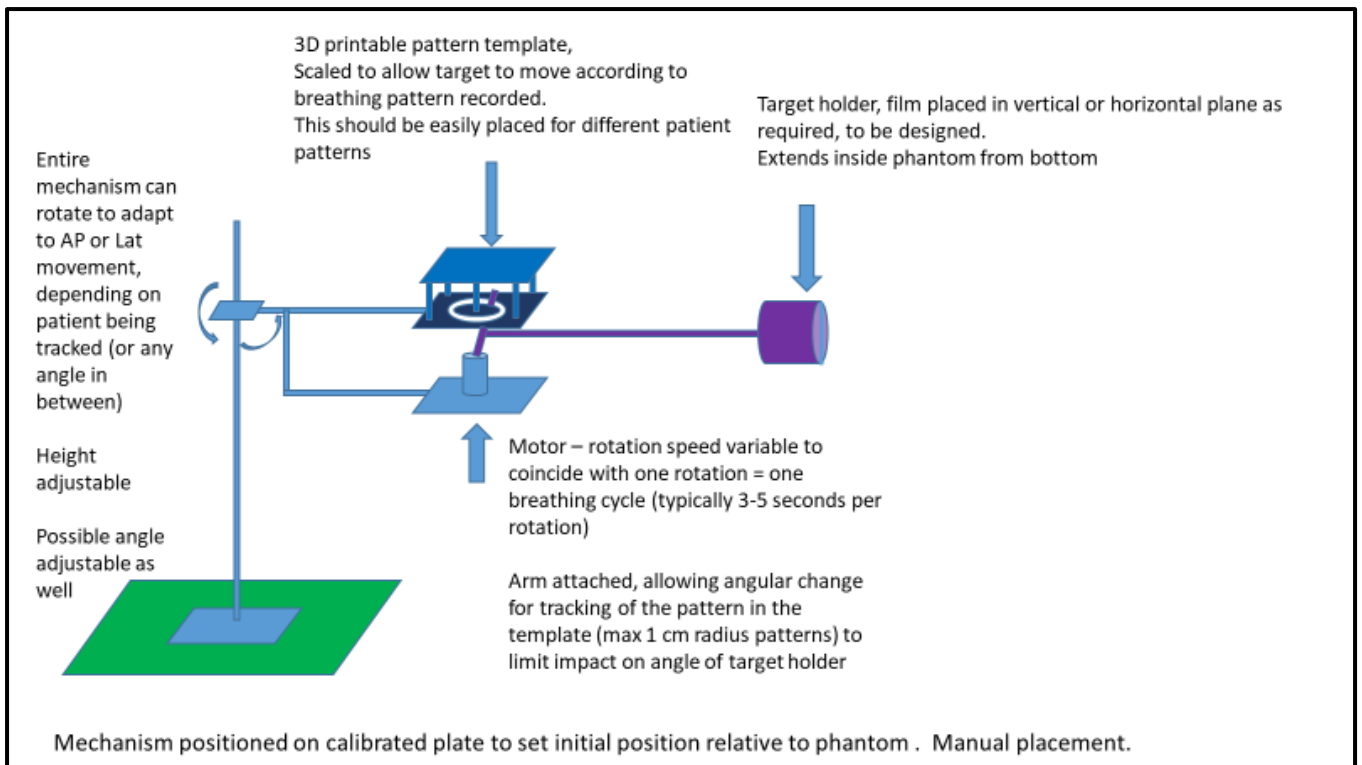 3D printable pattern template,
Scaled to allow target to move according to
breathing pattern recorded.
This should be easily placed for different patient
patterns
Target holder, film placed in vertical or horizontal plane as
required, to be designed.
Extends inside phantom from bottom
Entire
mechanism can
rotate to adapt
to AP or Lat
movement,
depending on
patient being
tracked (or any
angle in
between)
Height
adjustable
Possible angle
adjustable as
well
Motor – rotation speed variable to
coincide with one rotation = one
breathing cycle (typically 3-5 seconds per
rotation)
Arm attached, allowing angular change
for tracking of the pattern in the
template (max 1 cm radius patterns) to
limit impact on angle of target holder
Mechanism positioned on calibrated plate to set initial position relative to phantom . Manual placement.